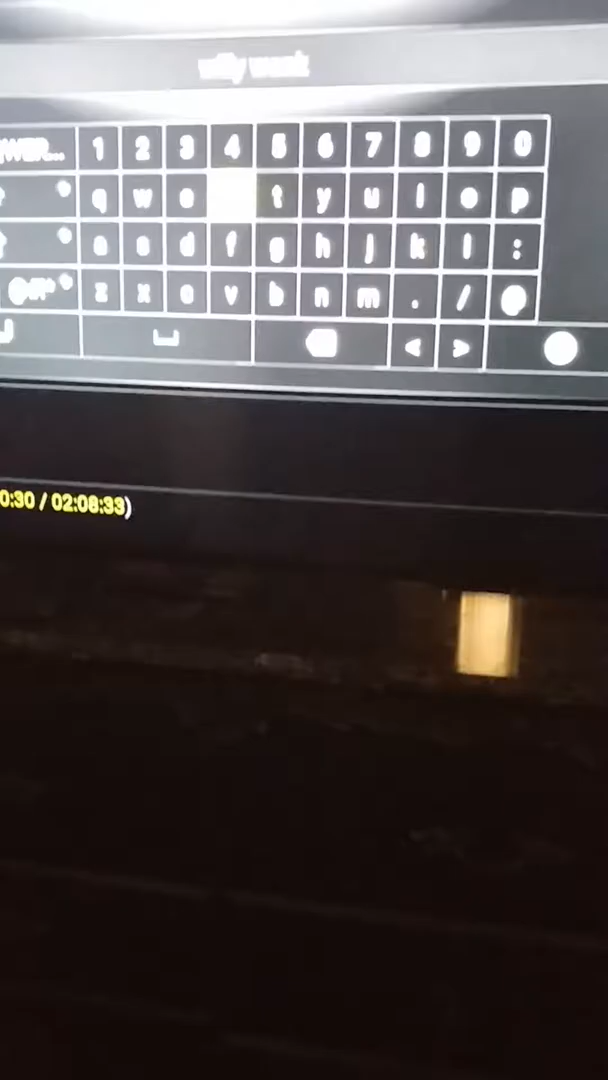 willy wonk
1 2 3 4 5 6 7 8 9 0
q w e t y u i o p
a s d f g h j k l :
z x c v b n m . / @
< >
0:30 / 02:08:33)